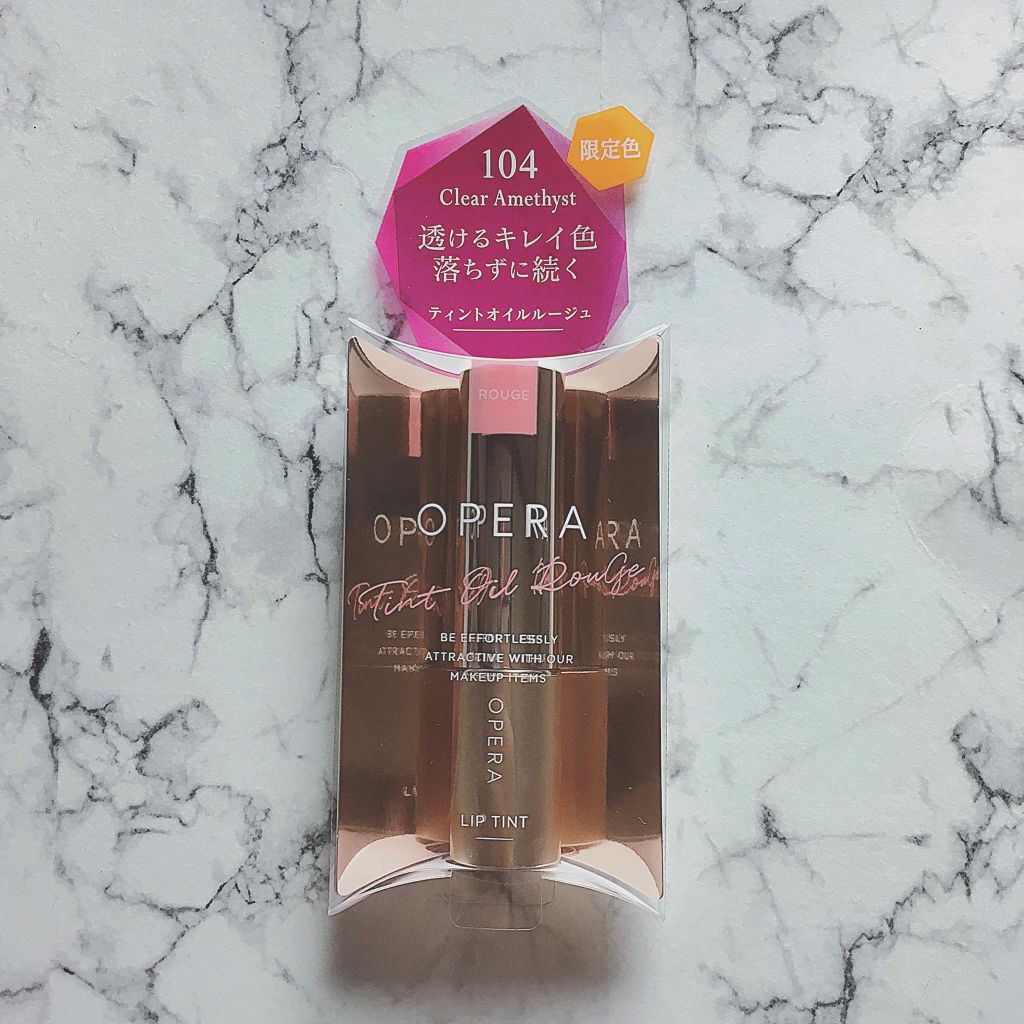 限定色
104
Clear Amethyst
透けるキレイ色
落ちずに続く
ティントオイルルージュ
ROUGE
OPERA
Tint Oil Rouge
BE EFFORTLESSLY
ATTRACTIVE WITH OUR
MAKEUP ITEMS
OPERA
LIP TINT